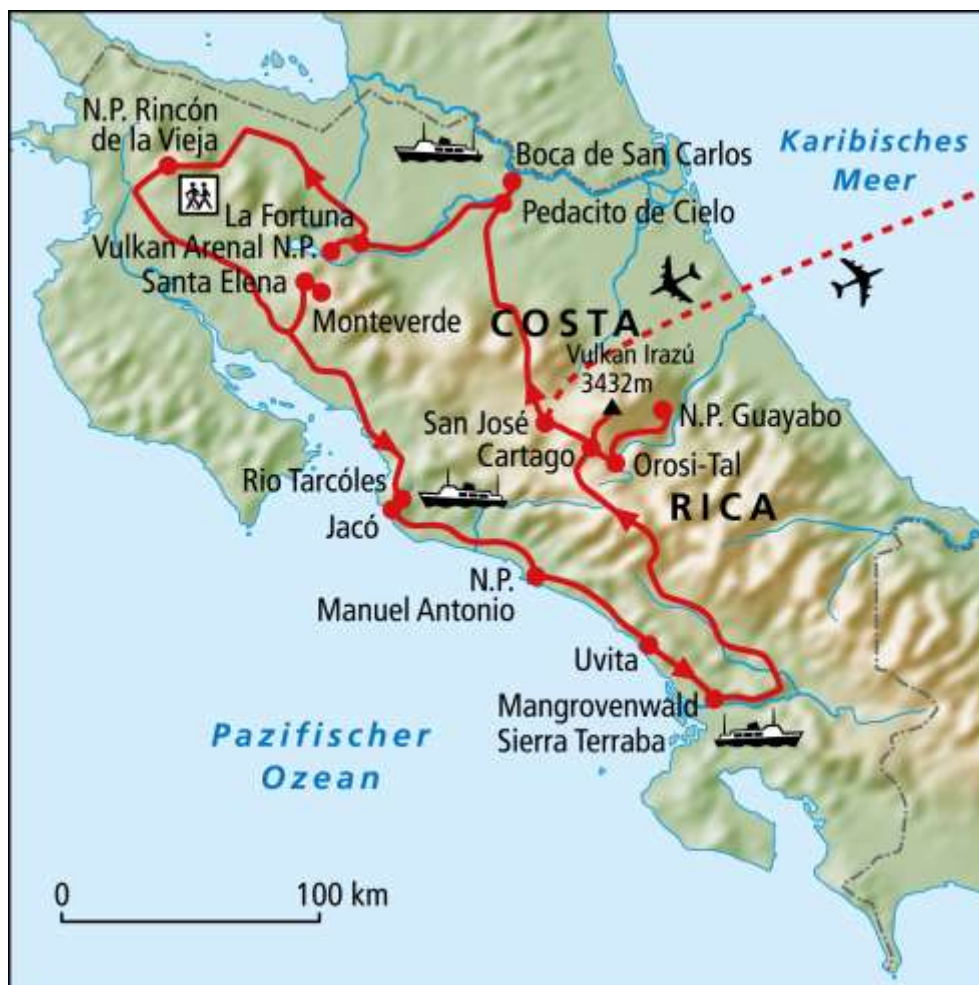 N.P. Rincón
de la Vieja
Boca de San Carlos
Karibisches
Meer
Pedacito de Cielo
La Fortuna
Vulkan Arenal N.P.
Santa Elena
Monteverde
COSTA
Vulkan Irazú
3432m
San José
N.P. Guayabo
Cartago
Orosi-Tal
Rio Tarcóles
RICA
Jacó
N.P.
Manuel Antonio
Uvita
Mangrovenwald
Sierra Terraba
Pazifischer
Ozean
0 100 km